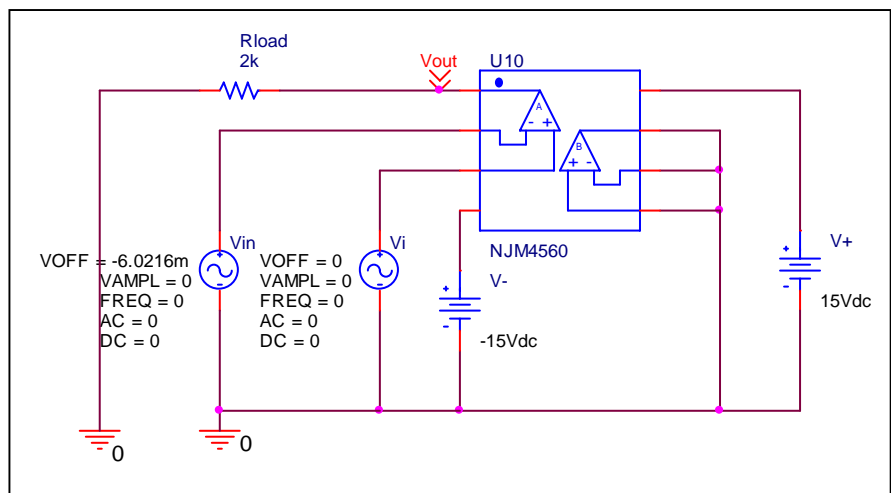 Rload
2k
Vout
U10
A
- +
B
+ -
NJM4560
Vin
VOFF = -6.0216m
VAMPL = 0
FREQ = 0
AC = 0
DC = 0
Vi
VOFF = 0
VAMPL = 0
FREQ = 0
AC = 0
DC = 0
V-
-15Vdc
V+
15Vdc
0
0